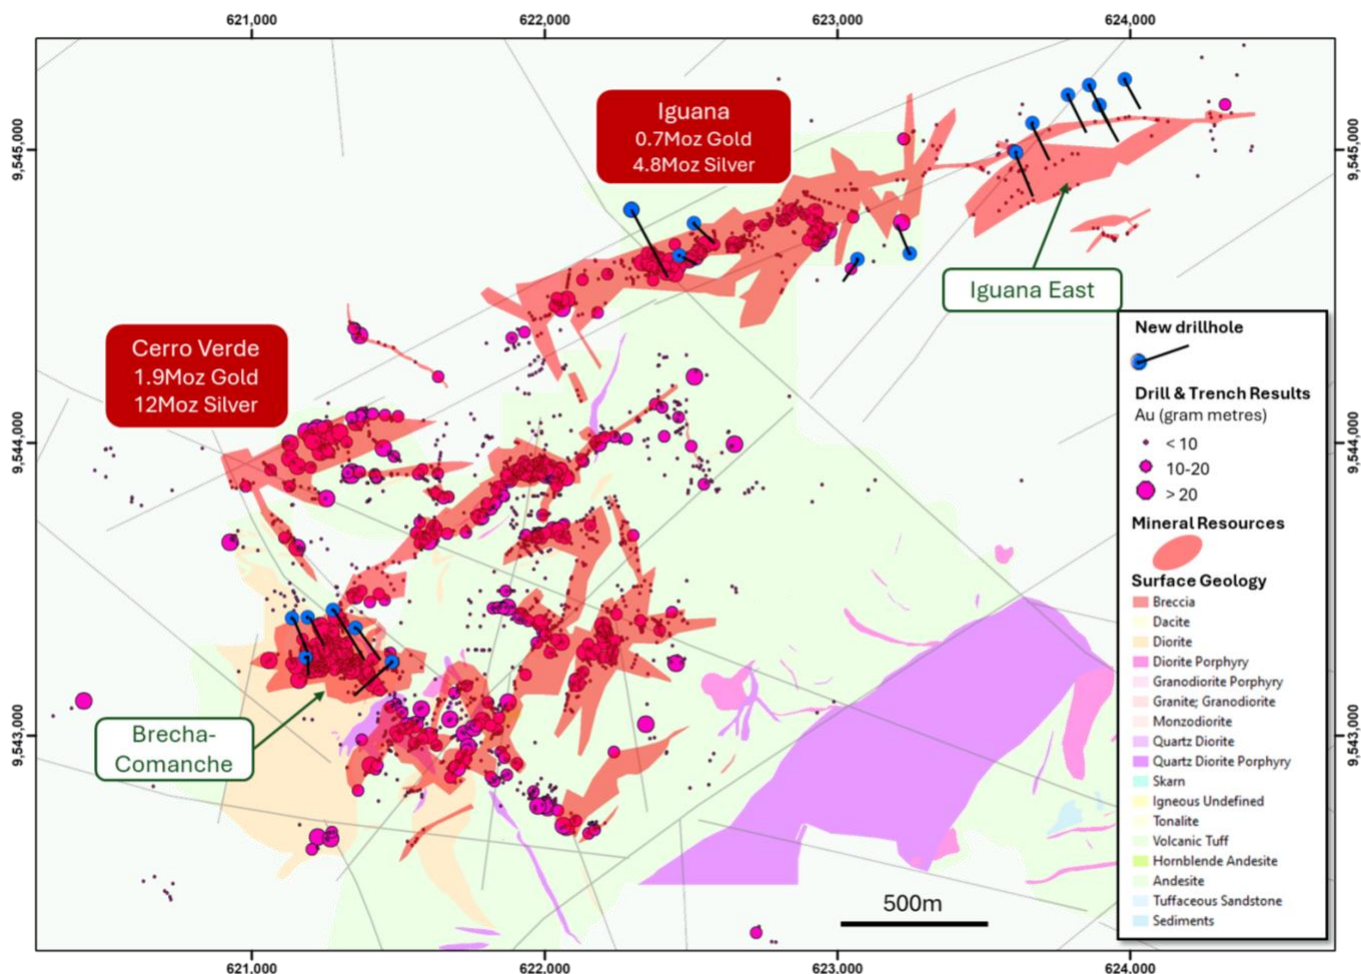 621,000
622,000
623,000
624,000
9,545,000
9,545,000
Iguana
0.7Moz Gold
4.8Moz Silver
Iguana East
Cerro Verde
1.9Moz Gold
12Moz Silver
9,544,000
9,544,000
Brecha-
Comanche
9,543,000
9,543,000
New drillhole
Drill & Trench Results
Au (gram metres)
< 10
10-20
> 20
Mineral Resources
Surface Geology
Breccia
Dacite
Diorite
Diorite Porphyry
Granodiorite Porphyry
Granite; Granodiorite
Monzodiorite
Quartz Diorite
Quartz Diorite Porphyry
Skarn
Igneous Undefined
Tonalite
Volcanic Tuff
Hornblende Andesite
Andesite
Tuffaceous Sandstone
Sediments
500m
621,000
622,000
623,000
624,000